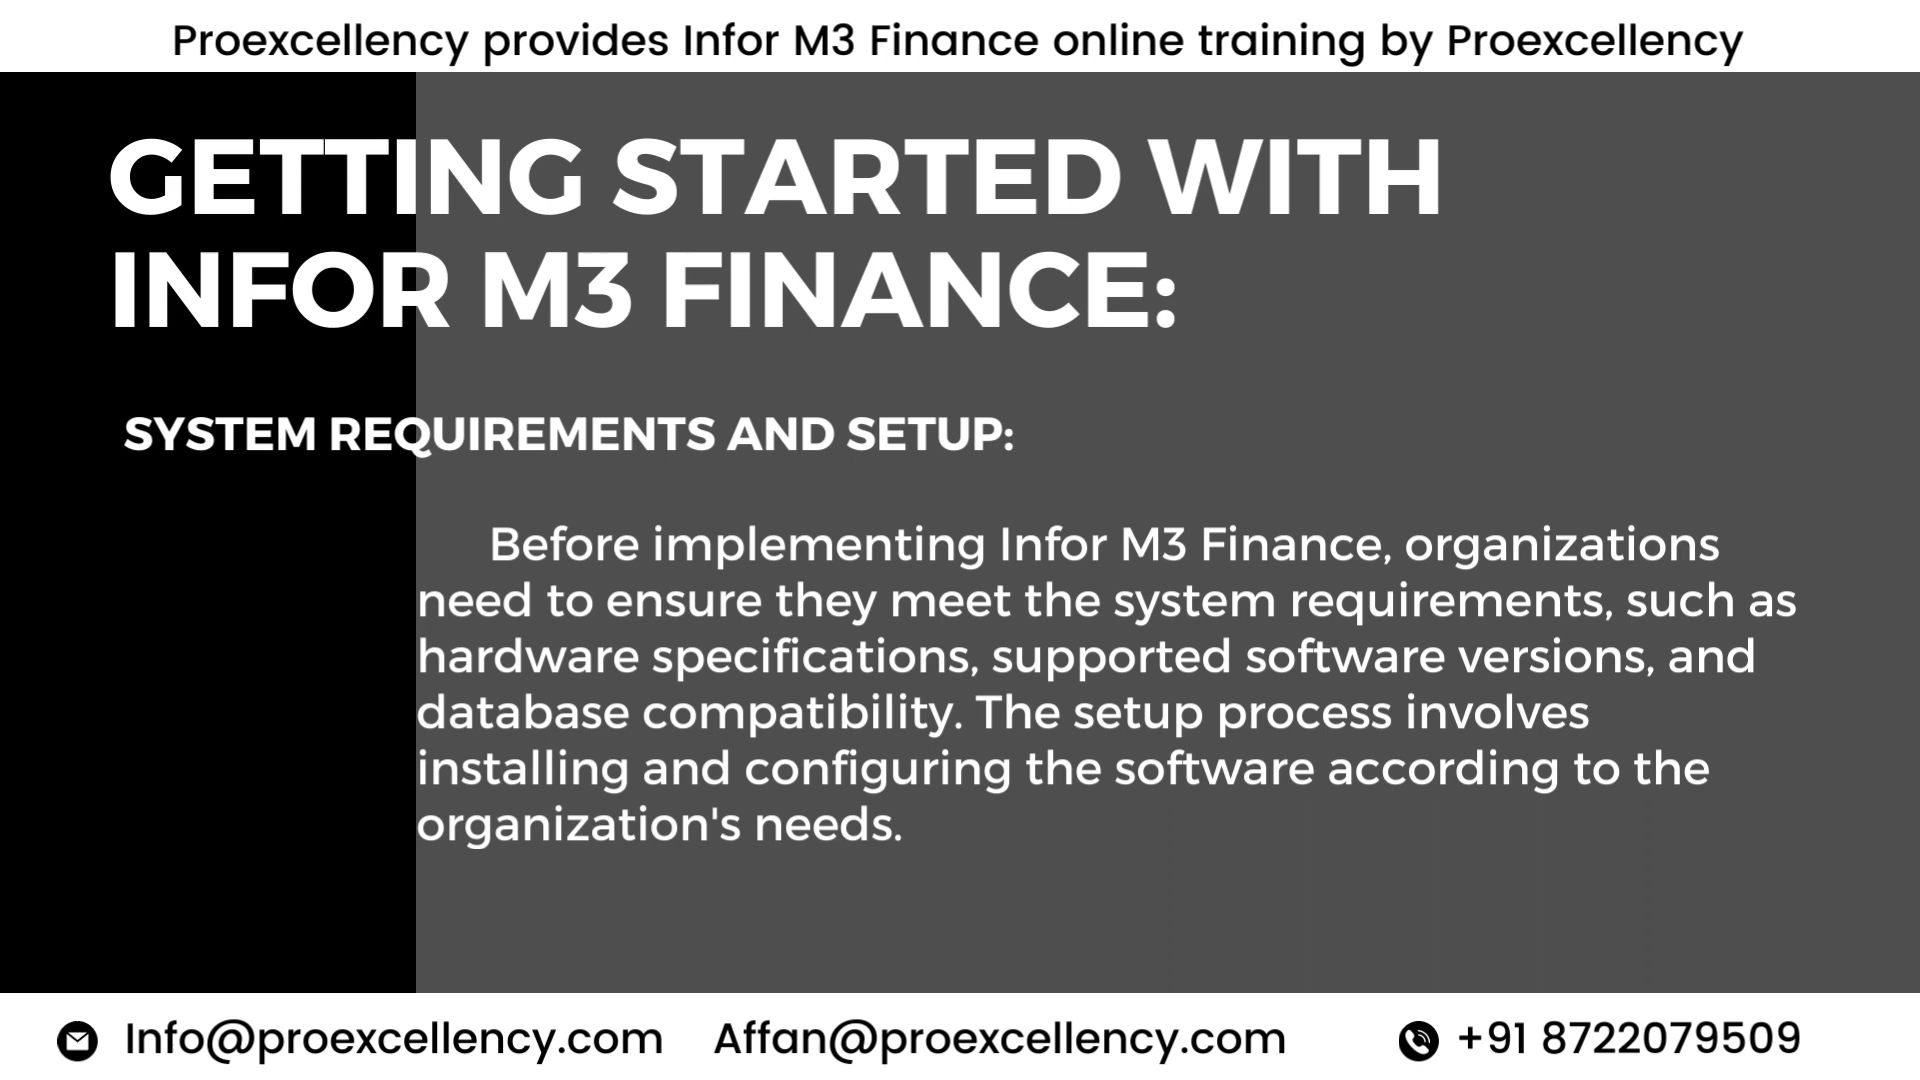 Proexcellency provides Infor M3 Finance online training by Proexcellency
GETTING STARTED WITH
INFOR M3 FINANCE:
SYSTEM REQUIREMENTS AND SETUP:
Before implementing Infor M3 Finance, organizations
need to ensure they meet the system requirements, such as
hardware specifications, supported software versions, and
database compatibility. The setup process involves
installing and configuring the software according to the
organization's needs.
Info@proexcellency.com Affan@proexcellency.com +91 8722079509